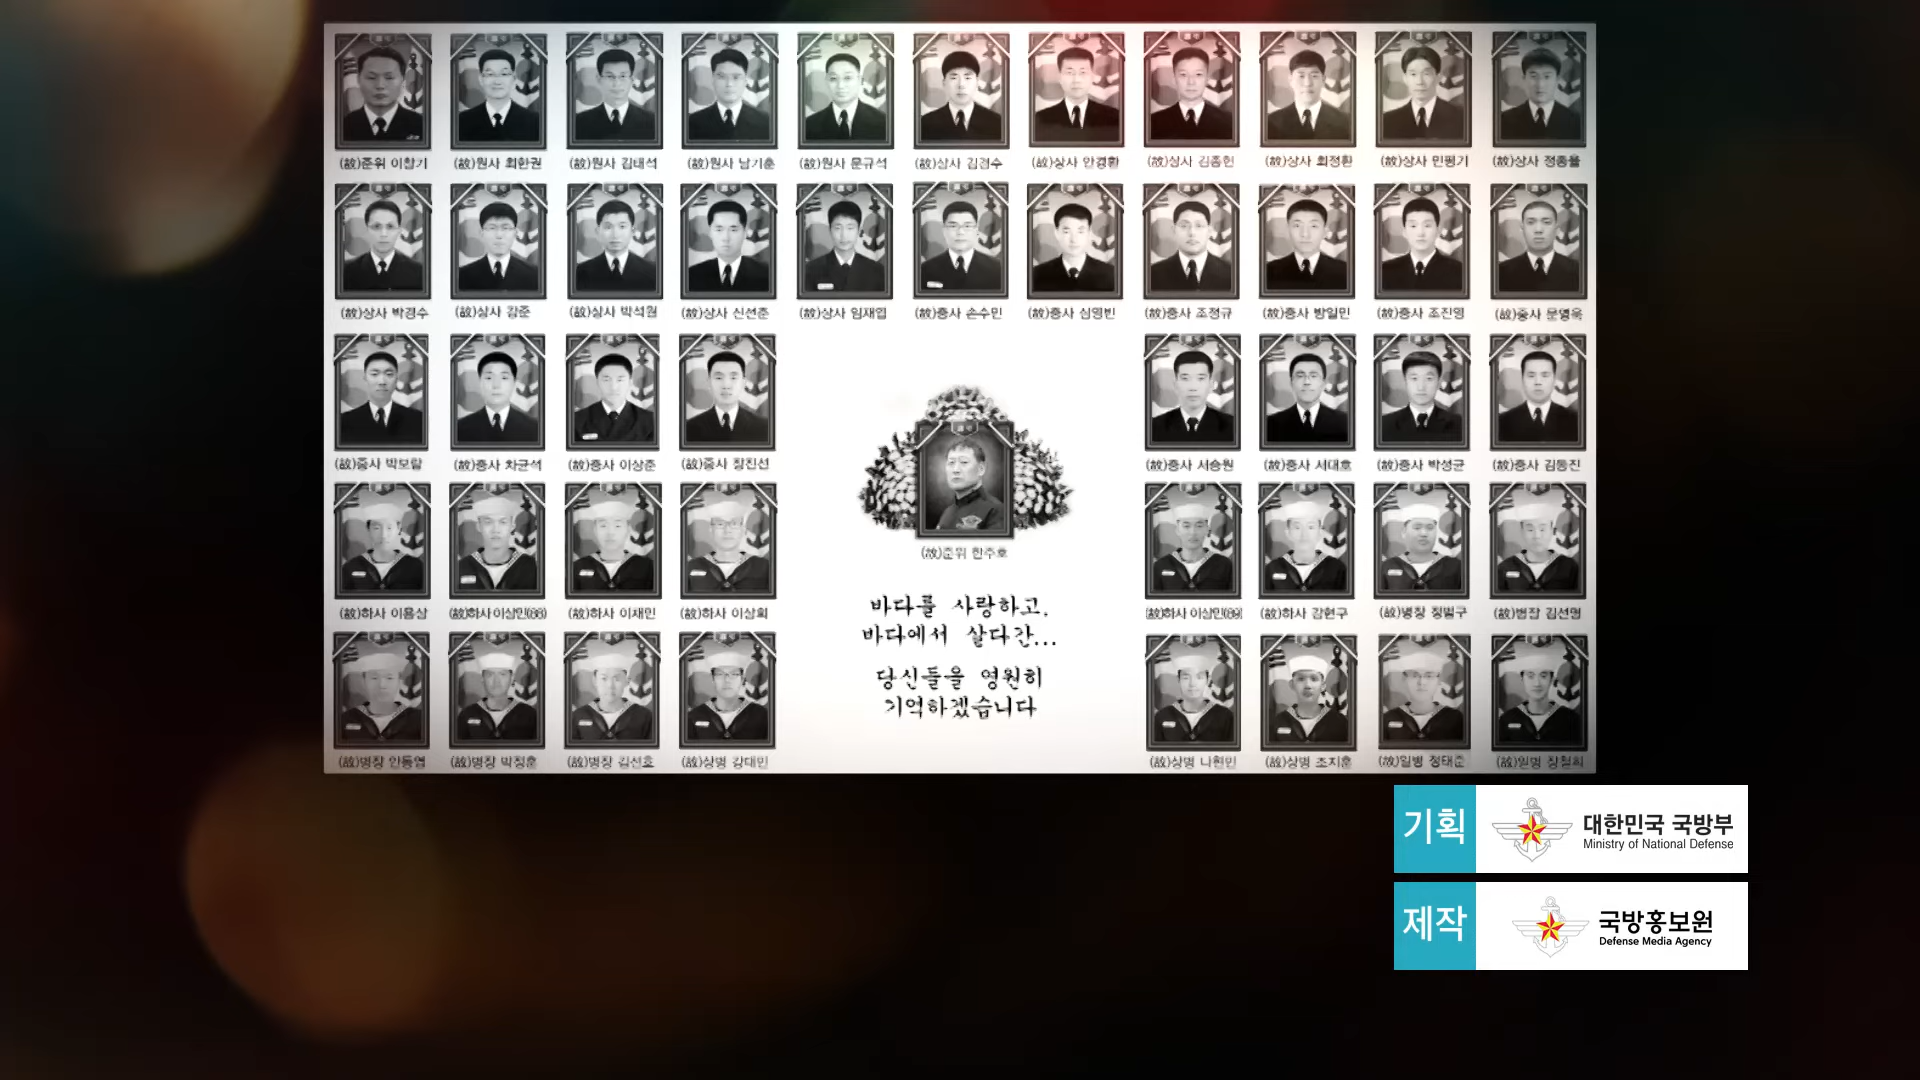 (故)준위 이창기 (故)원사 최한권 (故)원사 김태석 (故)원사 남기훈 (故)원사 문규석 (故)상사 김경수 (故)상사 안경환 (故)상사 김종헌 (故)상사 최정환 (故)상사 민평기 (故)상사 정종율
(故)상사 박경수 (故)상사 강준 (故)상사 박석원 (故)상사 신선준 (故)상사 임재엽 (故)중사 손수민 (故)중사 심영빈 (故)중사 조정규 (故)중사 방일민 (故)중사 조진영 (故)중사 문영욱
(故)중사 박보람 (故)중사 차균석 (故)중사 이상준 (故)중사 장진선 (故)중사 서승원 (故)중사 서대호 (故)중사 박성균 (故)중사 김동진
(故)준위 한주호
(故)하사 이용상 (故)하사 이상민(88) (故)하사 이재민 (故)하사 이상희 (故)하사 이상민(89) (故)하사 강현구 (故)병장 정범구 (故)병장 김선명
바다를 사랑하고,
바다에서 살다간...
당신들을 영원히
기억하겠습니다
(故)병장 안동엽 (故)병장 박정훈 (故)병장 김선호 (故)상병 강태민 (故)상병 나현민 (故)상병 조지훈 (故)일병 정태준 (故)일병 장철희
기획 대한민국 국방부
Ministry of National Defense
제작 국방홍보원
Defense Media Agency